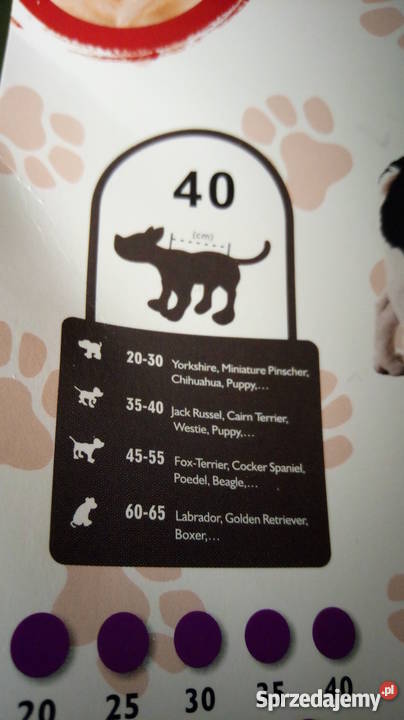 40
(cm)
20-30 Yorkshire, Miniature Pinscher,
Chihuahua, Puppy,...
35-40 Jack Russel, Cairn Terrier,
Westie, Puppy,...
45-55 Fox-Terrier, Cocker Spaniel,
Poedel, Beagle,...
60-65 Labrador, Golden Retriever,
Boxer,...
20 25 30 35 40
Sprzedajemy.pl